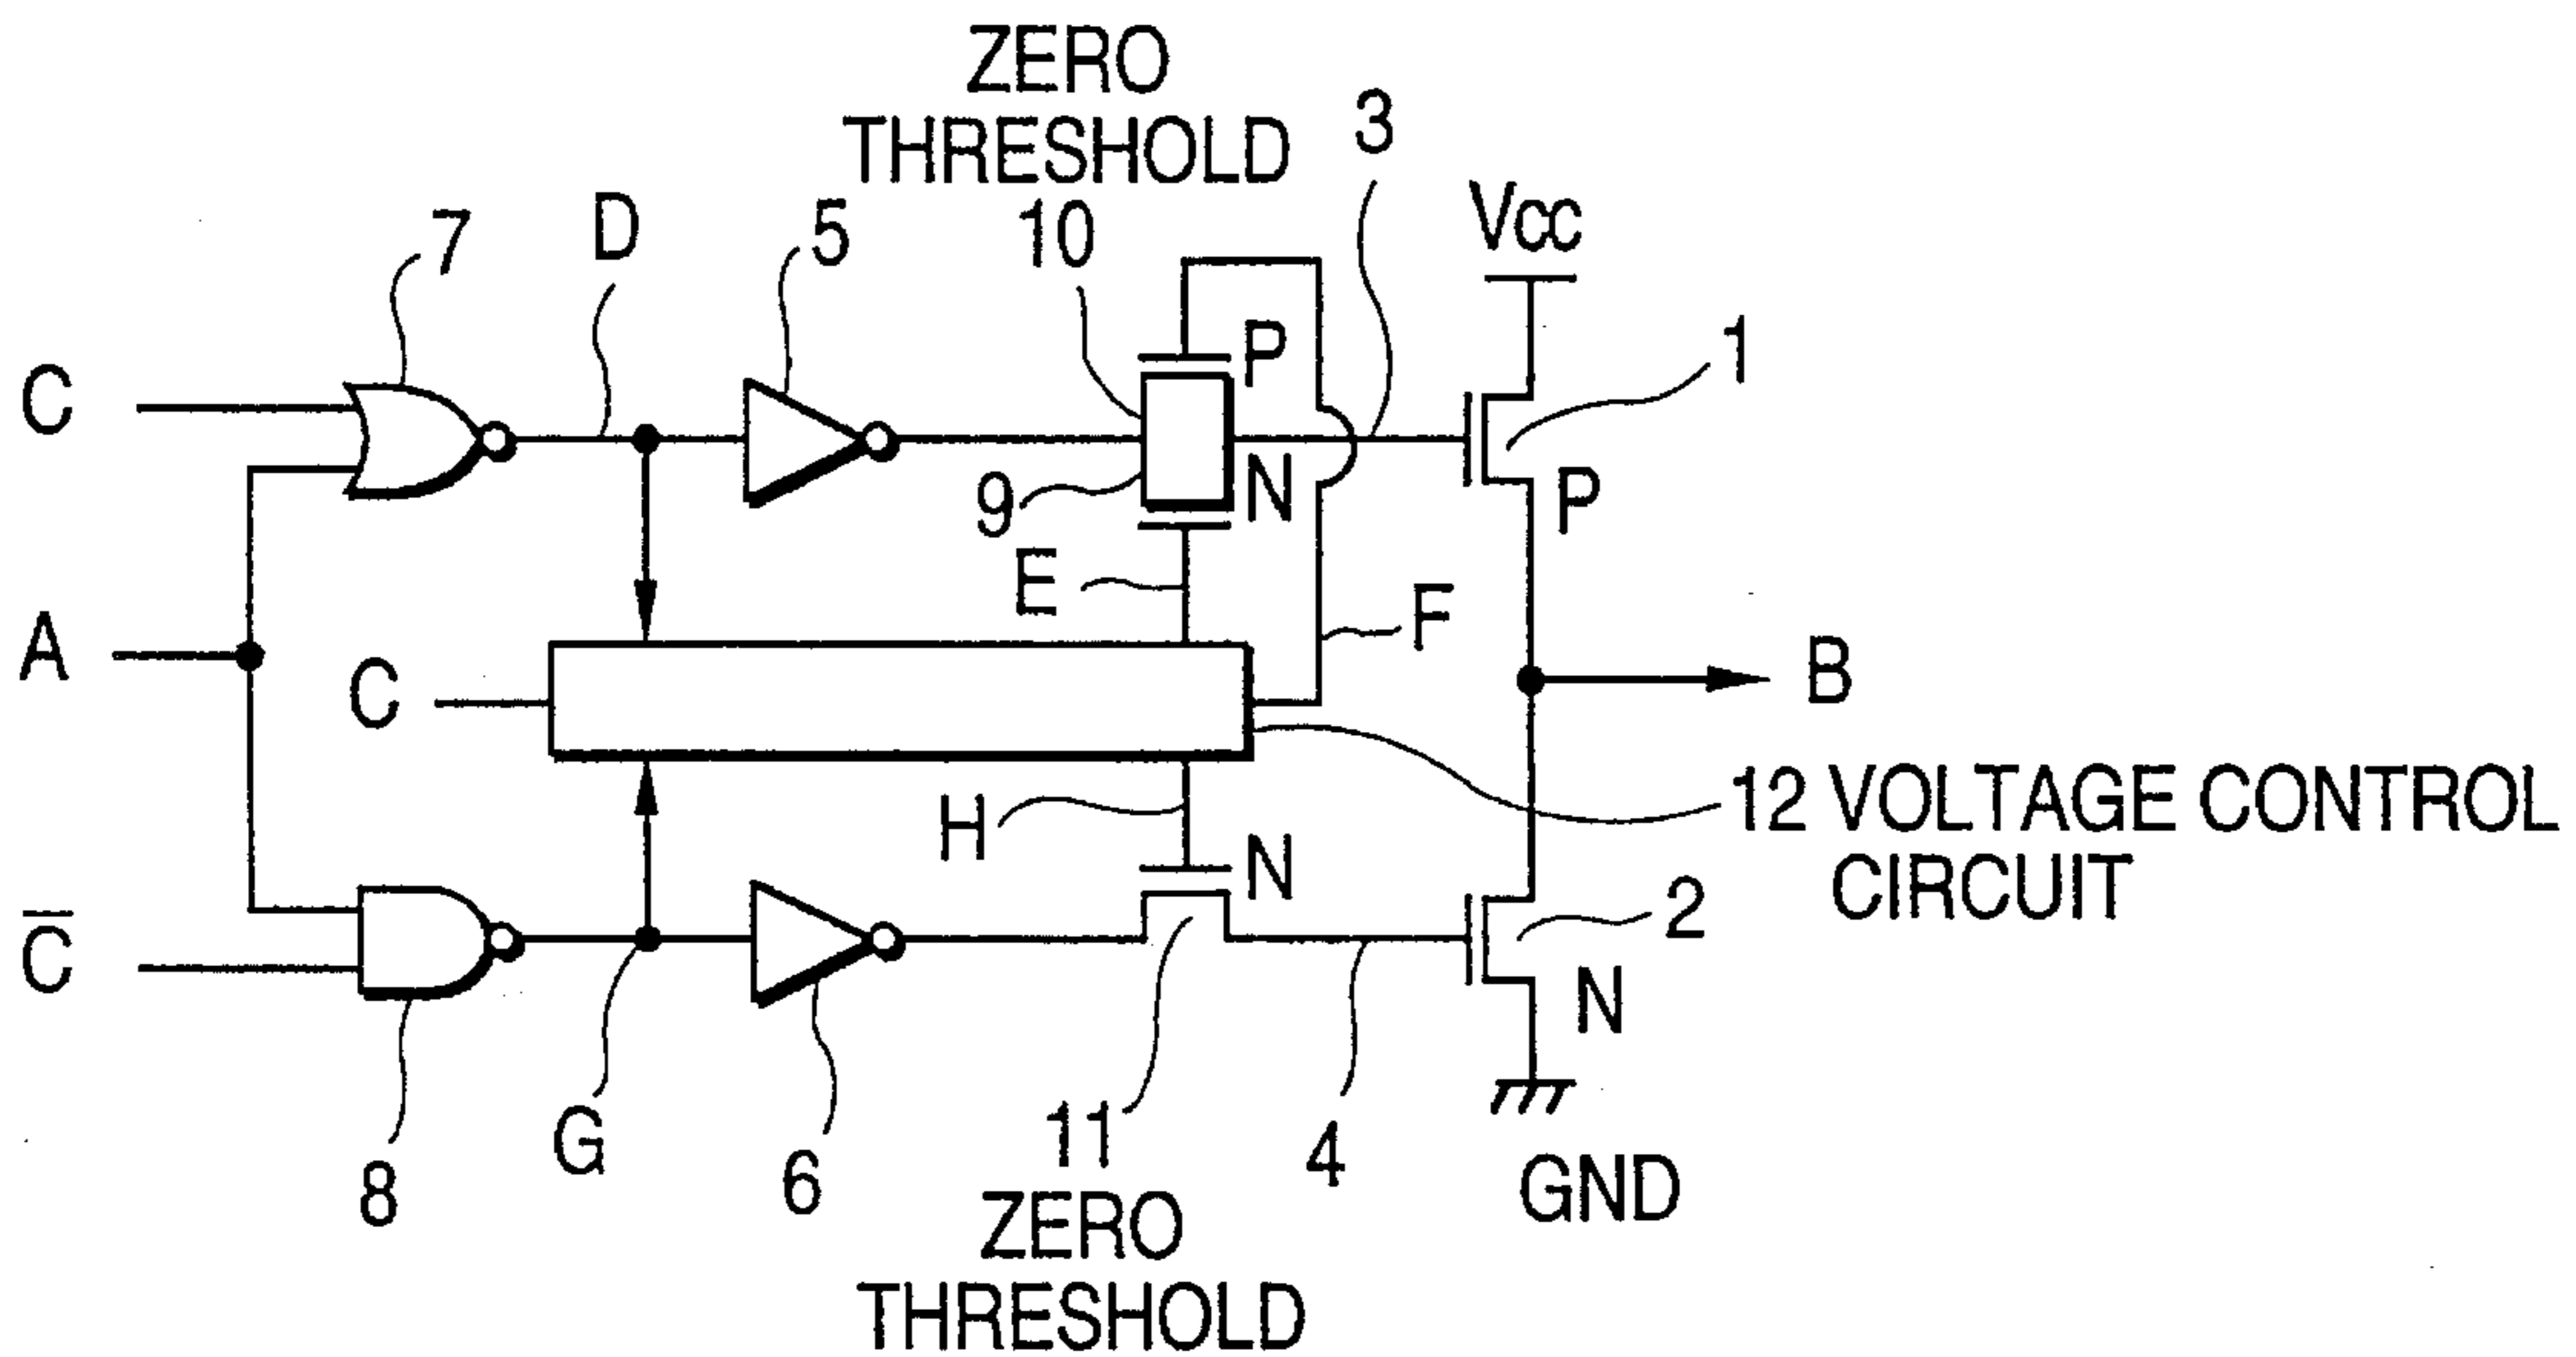 ZERO
THRESHOLD
10
3
7
D
5
Vcc
1
P
C
9
N
P
E
F
A
C
B
H
N
12 VOLTAGE CONTROL
CIRCUIT
2
C̅
N
8
G
6
11
4
GND
ZERO
THRESHOLD